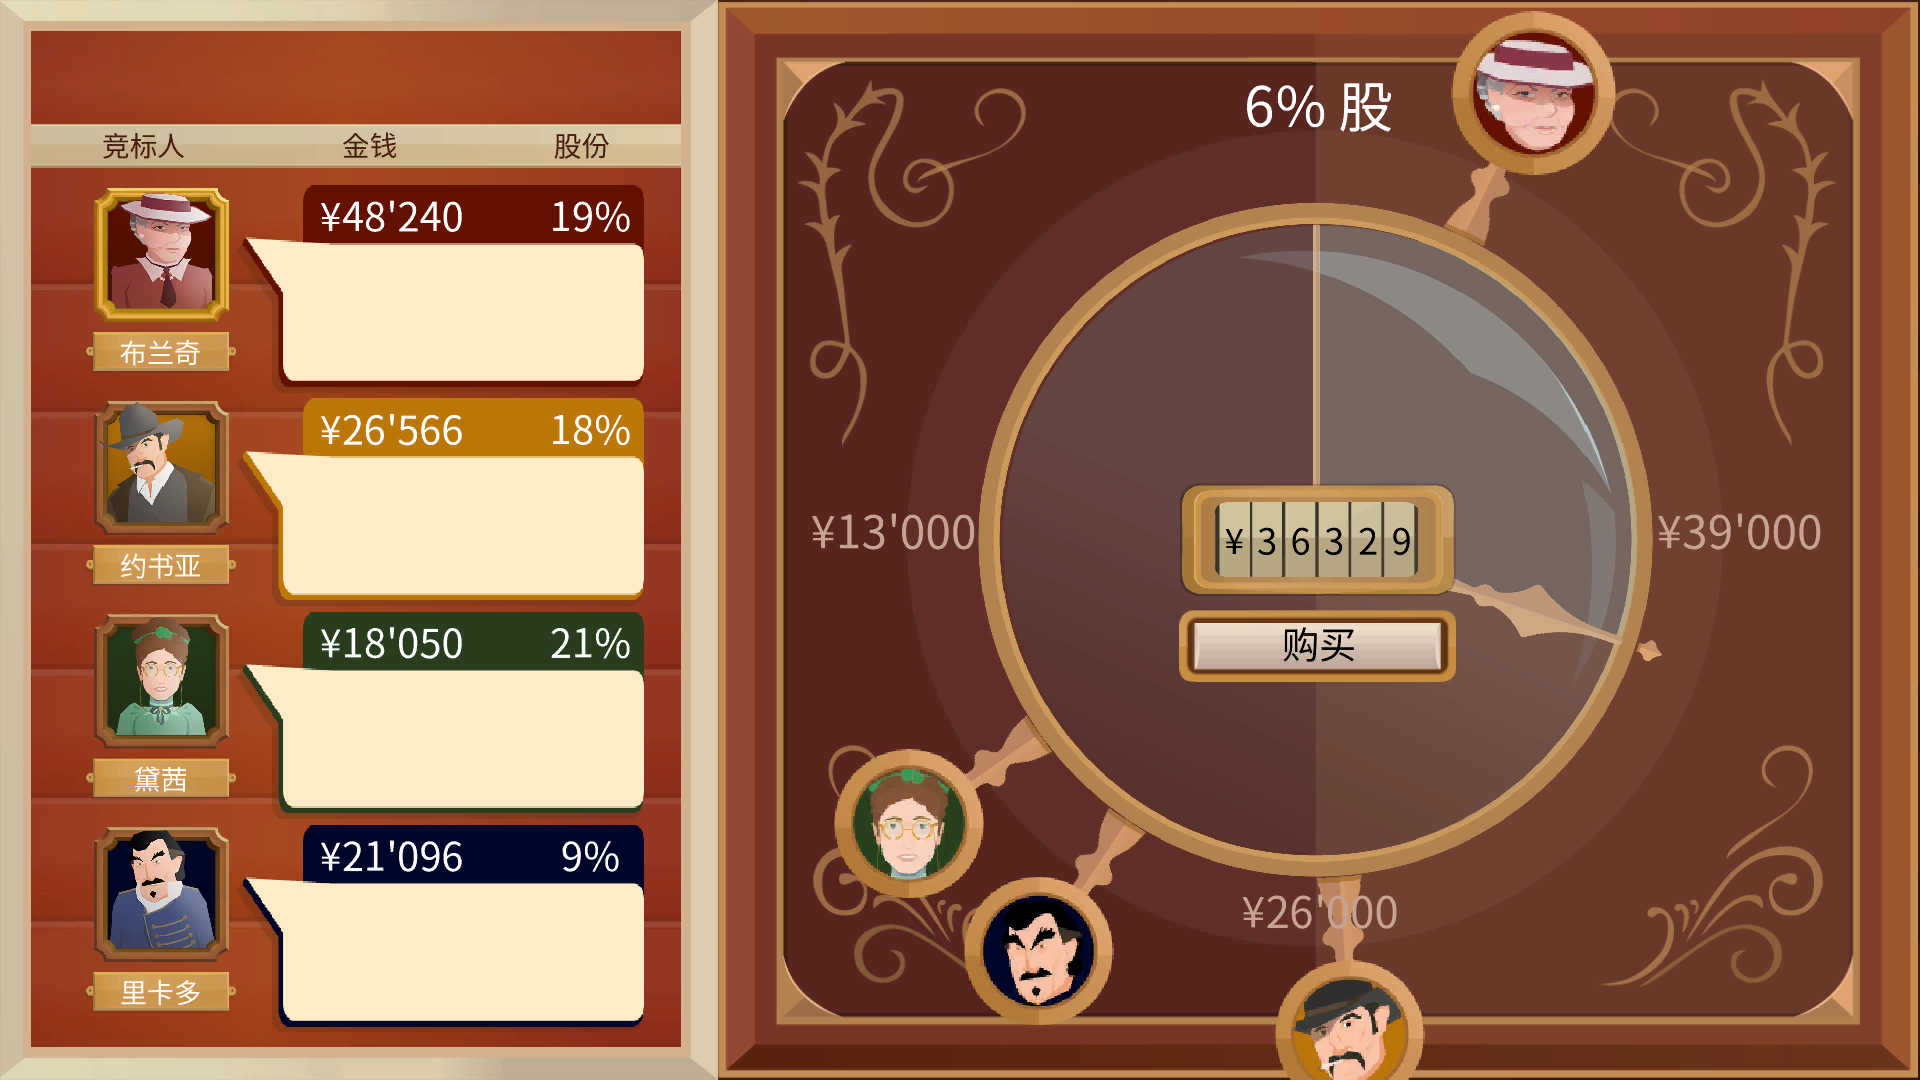 竞标人 金钱 股份
¥48'240 19%
布兰奇
¥26'566 18%
约书亚
¥18'050 21%
黛茜
¥21'096 9%
里卡多
6% 股
¥13'000
¥39'000
¥36329
购买
¥26'000